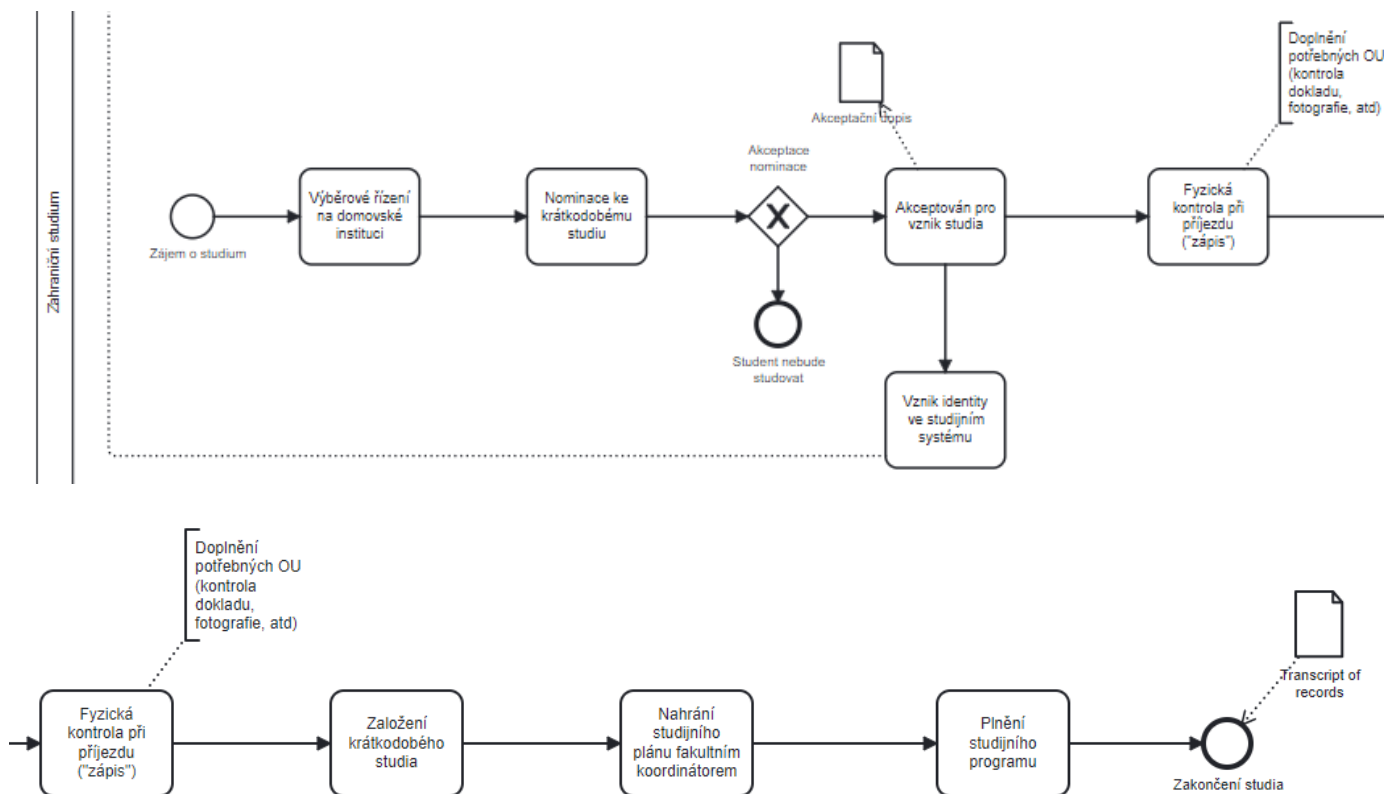 Zahraniční studium
Zájem o studium
Výběrové řízení
na domovské
instituci
Nominace ke
krátkodobému
studiu
Akceptace
nominace
Student nebude
studovat
Akceptační dopis
Akceptován pro
vznik studia
Vznik identity
ve studijním
systému
Doplnění
potřebných OU
(kontrola
dokladu,
fotografie, atd)
Fyzická
kontrola při
příjezdu
("zápis")
Doplnění
potřebných OU
(kontrola
dokladu,
fotografie, atd)
Fyzická
kontrola při
příjezdu
("zápis")
Založení
krátkodobého
studia
Nahrání
studijního
plánu fakultním
koordinátorem
Plnění
studijního
programu
Transcript of
records
Zakončení studia